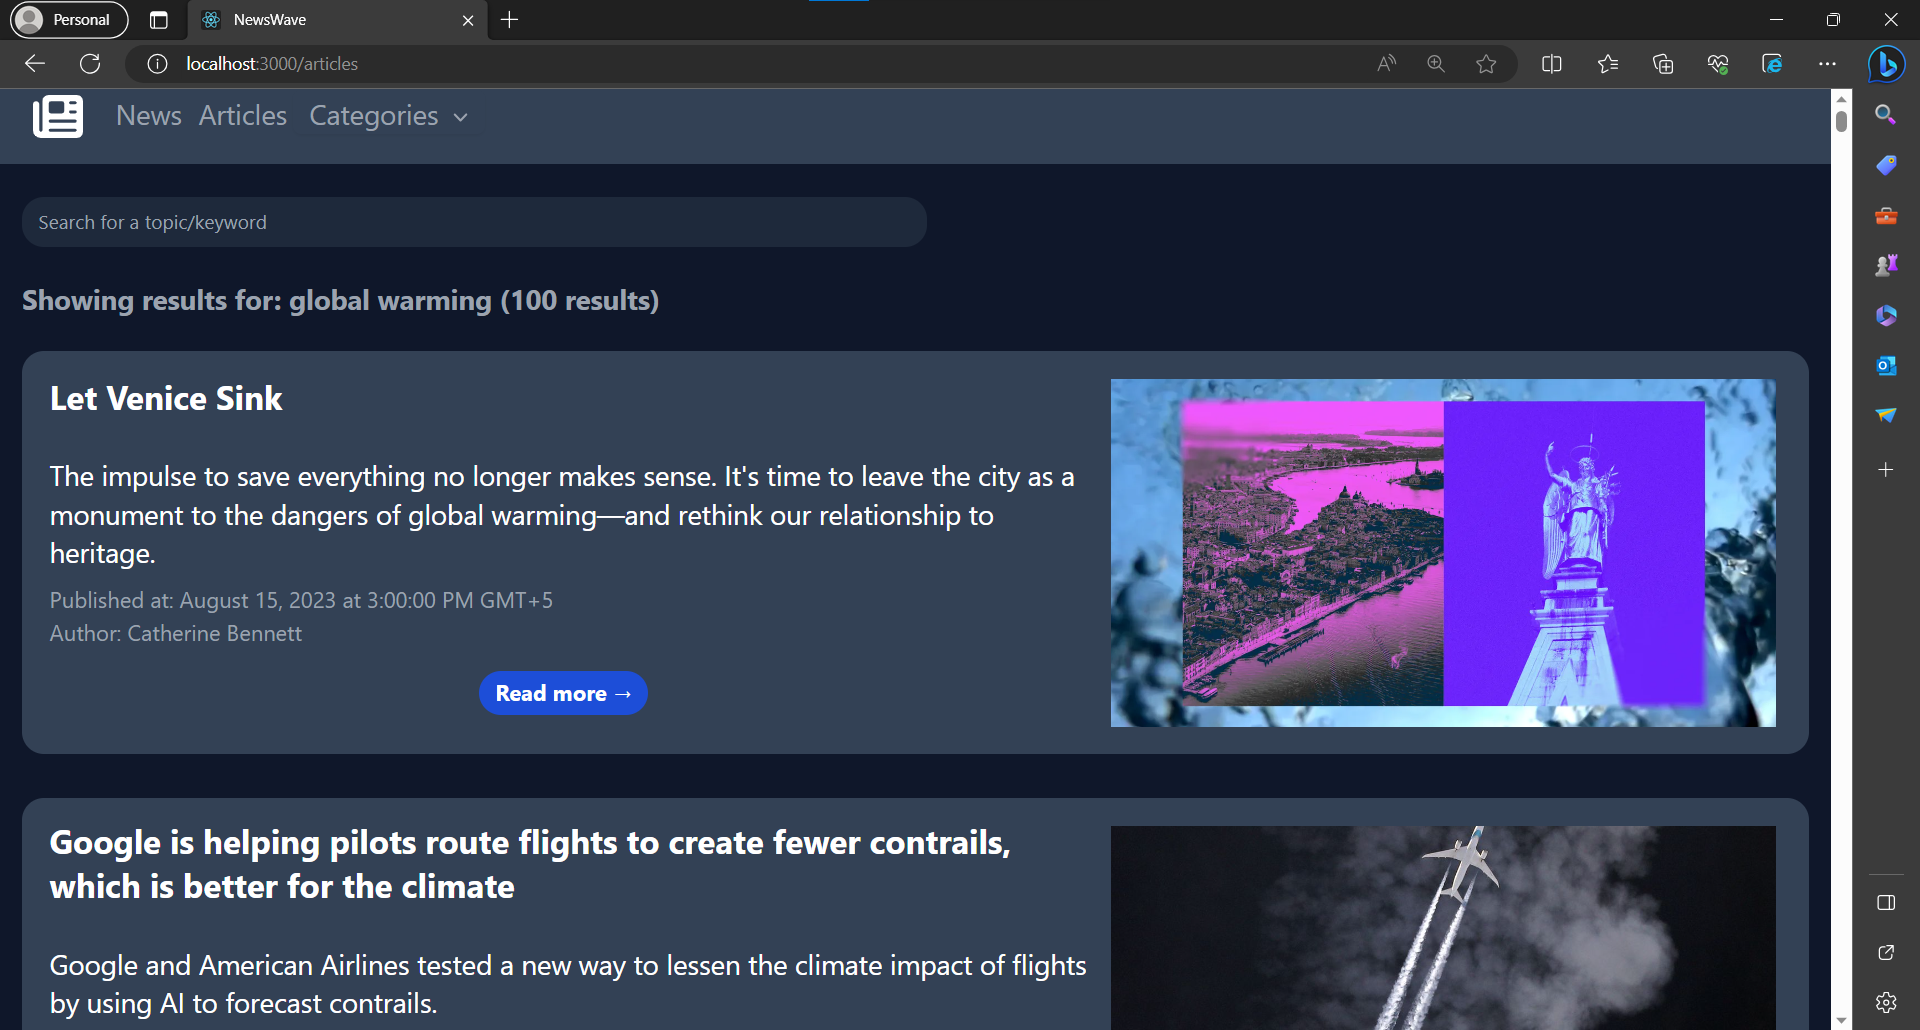 Personal
NewsWave
localhost:3000/articles
News Articles Categories
Search for a topic/keyword
Showing results for: global warming (100 results)
Let Venice Sink
The impulse to save everything no longer makes sense. It's time to leave the city as a
monument to the dangers of global warming—and rethink our relationship to
heritage.
Published at: August 15, 2023 at 3:00:00 PM GMT+5
Author: Catherine Bennett
Read more →
Google is helping pilots route flights to create fewer contrails,
which is better for the climate
Google and American Airlines tested a new way to lessen the climate impact of flights
by using AI to forecast contrails.